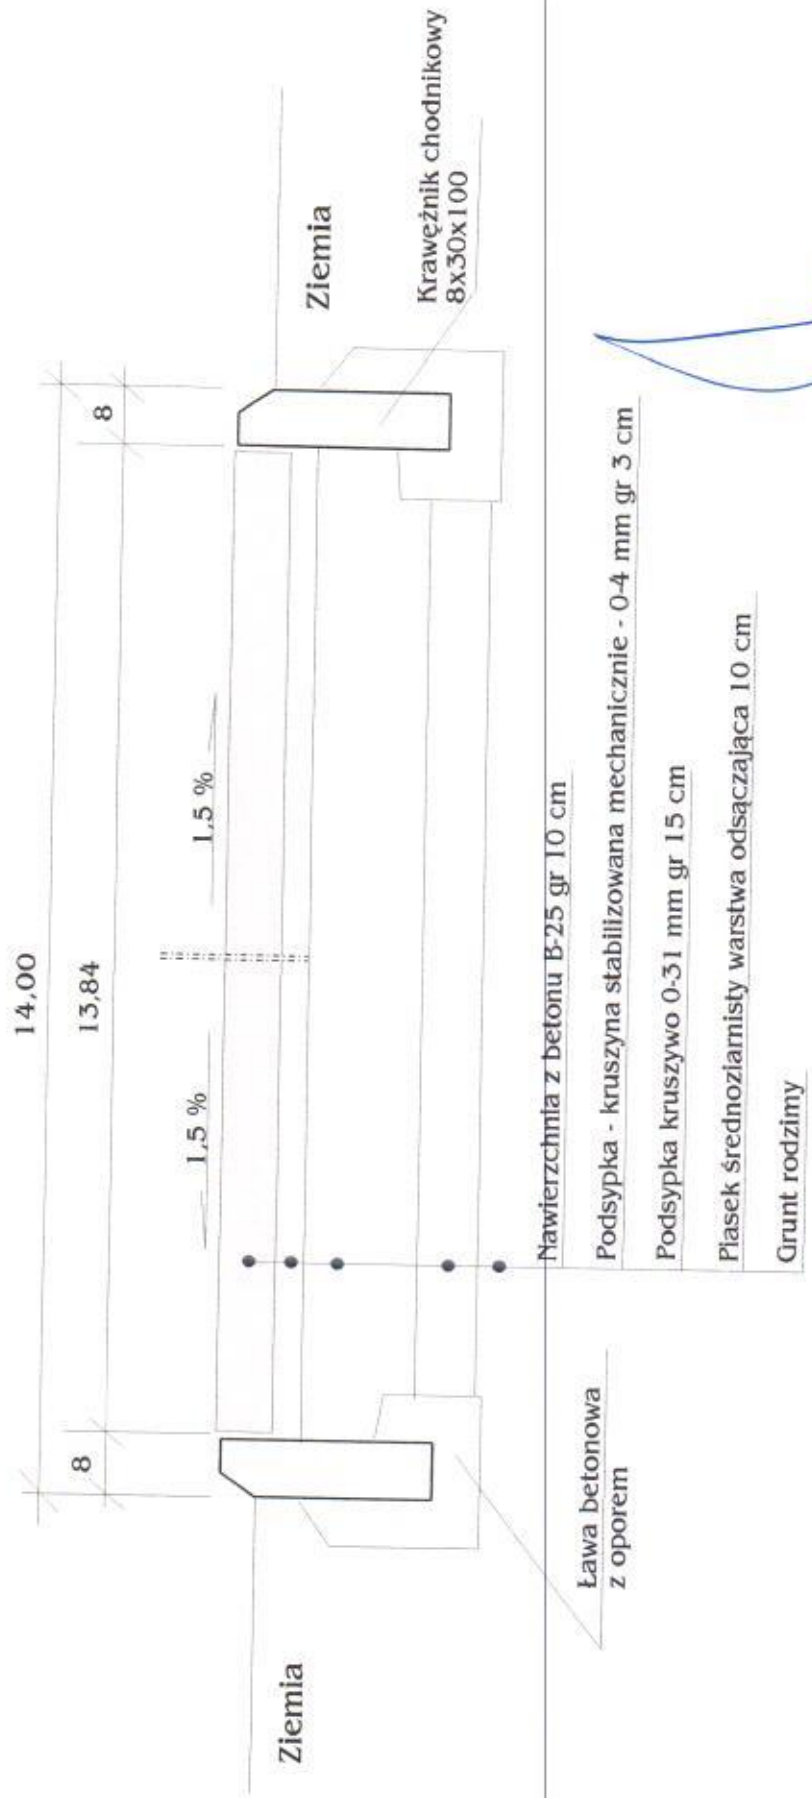 14,00
8
13,84
8
1,5 %
1,5 %
Ziemia
Ziemia
Krawężnik chodnikowy
8x30x100
Ława betonowa
z oporem
Nawierzchnia z betonu B-25 gr 10 cm
Podsypka - kruszyna stabilizowana mechanicznie - 0-4 mm gr 3 cm
Podsypka kruszywo 0-31 mm gr 15 cm
Piasek średnoziarnisty warstwa odsączająca 10 cm
Grunt rodzimy